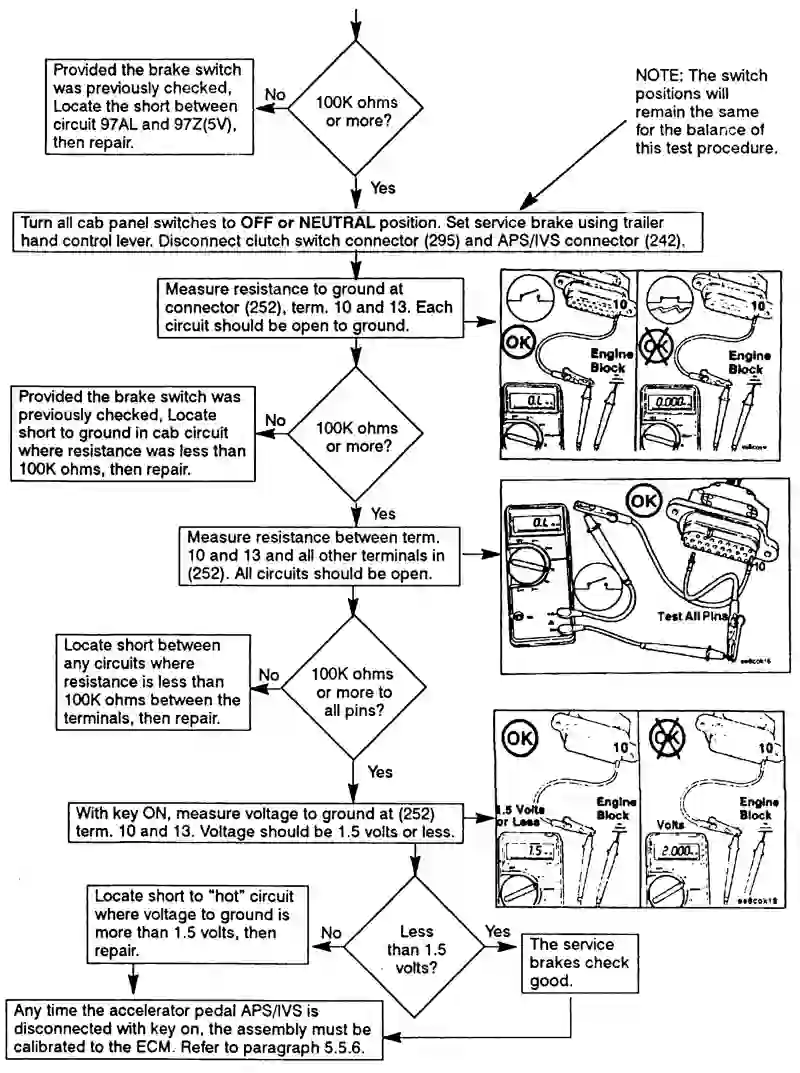 Provided the brake switch
was previously checked,
Locate the short between
circuit 97AL and 97Z(5V),
then repair.
No
100K ohms
or more?
NOTE: The switch
positions will
remain the same
for the balance of
this test procedure.
Yes
Turn all cab panel switches to OFF or NEUTRAL position. Set service brake using trailer
hand control lever. Disconnect clutch switch connector (295) and APS/IVS connector (242).
Measure resistance to ground at
connector (252), term. 10 and 13. Each
circuit should be open to ground.
10
OK
Engine
Block
0.L
10
OK
Engine
Block
0.000
Provided the brake switch was
previously checked, Locate
short to ground in cab circuit
where resistance was less than
100K ohms, then repair.
No
100K ohms
or more?
Yes
Measure resistance between term.
10 and 13 and all other terminals in
(252). All circuits should be open.
OK
0.L
10
Test All Pins
Locate short between
any circuits where
resistance is less than
100K ohms between the
terminals, then repair.
No
100K ohms
or more to
all pins?
Yes
With key ON, measure voltage to ground at (252)
term. 10 and 13. Voltage should be 1.5 volts or less.
OK
10
1.5 Volts
or Less
Engine
Block
1.5
OK
10
Volts
Engine
Block
2.000
Locate short to "hot" circuit
where voltage to ground is
more than 1.5 volts, then
repair.
No
Less
than 1.5
volts?
Yes
The service
brakes check
good.
Any time the accelerator pedal APS/IVS is
disconnected with key on, the assembly must be
calibrated to the ECM. Refer to paragraph 5.5.6.